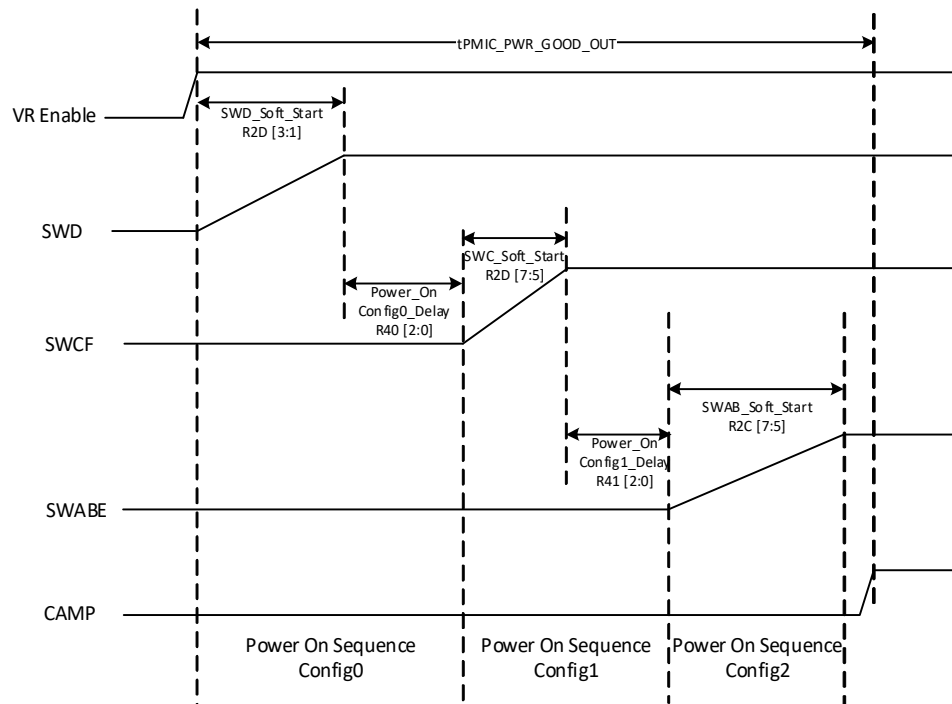 tPMIC_PWR_GOOD_OUT
VR Enable
SWD_Soft_Start
R2D [3:1]
SWD
SWC_Soft_Start
R2D [7:5]
Power_On
Config0_Delay
R40 [2:0]
SWCF
SWAB_Soft_Start
R2C [7:5]
Power_On
Config1_Delay
R41 [2:0]
SWABE
CAMP
Power On Sequence
Config0
Power On Sequence
Config1
Power On Sequence
Config2